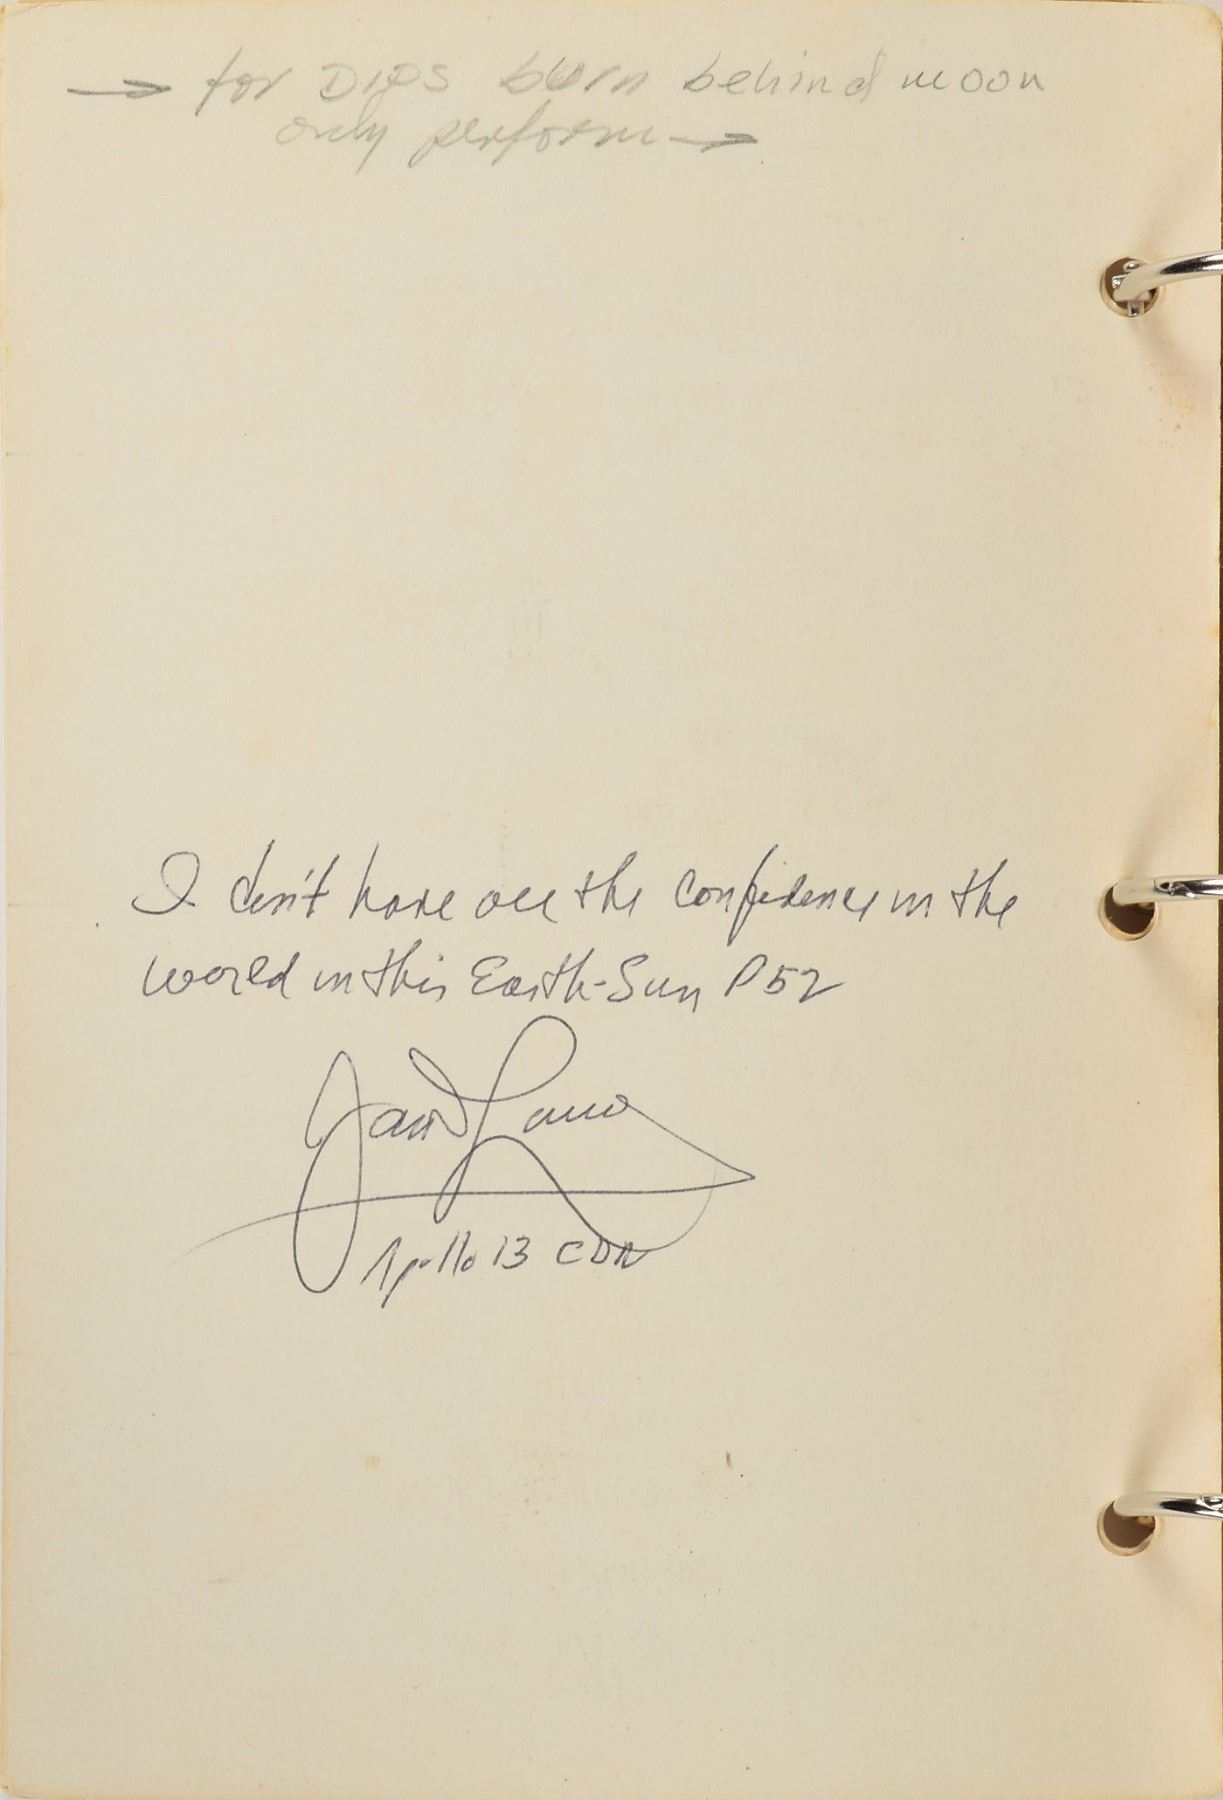 → for DPS burn behind moon
only perform →
I don't have all the confidence in the
world in this Earth-Sun P52
James Lovell
Apollo 13 CDR